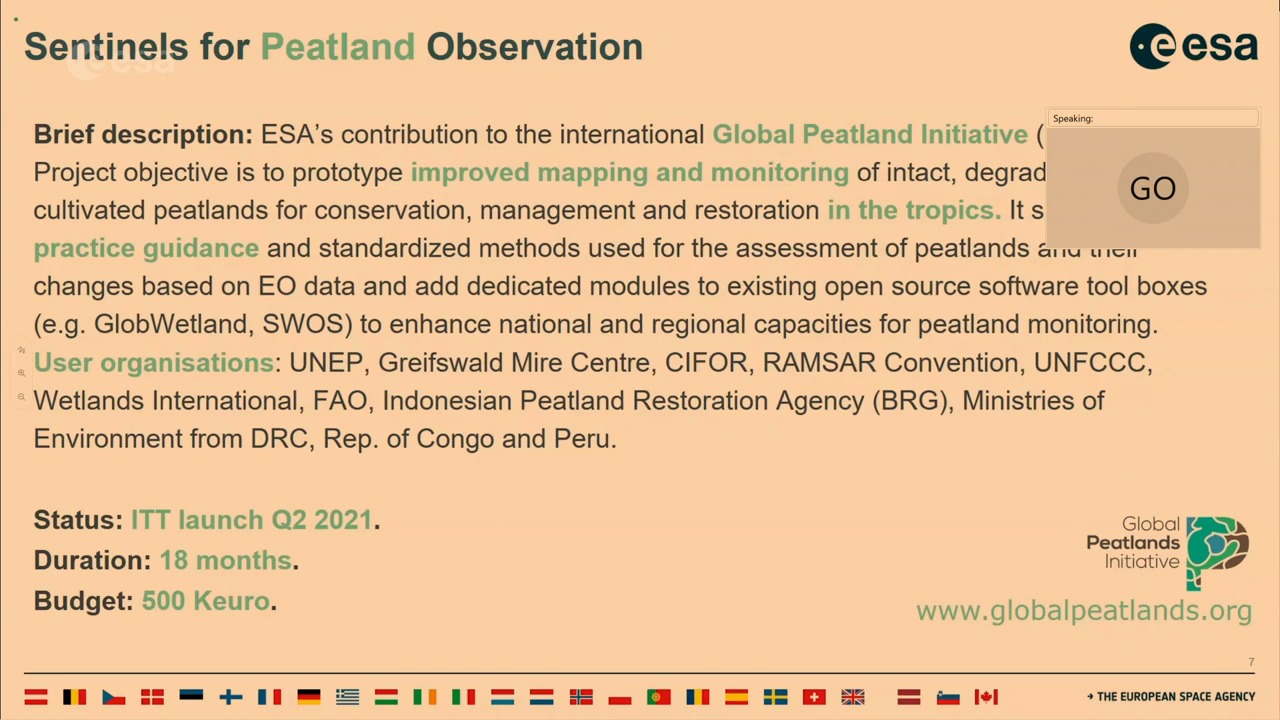 Sentinels for Peatland Observation
esa
esa
Brief description: ESA's contribution to the international Global Peatland Initiative (
Speaking:
GO
Project objective is to prototype improved mapping and monitoring of intact, degrad
cultivated peatlands for conservation, management and restoration in the tropics. It s
practice guidance and standardized methods used for the assessment of peatlands and their
changes based on EO data and add dedicated modules to existing open source software tool boxes
(e.g. GlobWetland, SWOS) to enhance national and regional capacities for peatland monitoring.
User organisations: UNEP, Greifswald Mire Centre, CIFOR, RAMSAR Convention, UNFCCC,
Wetlands International, FAO, Indonesian Peatland Restoration Agency (BRG), Ministries of
Environment from DRC, Rep. of Congo and Peru.
Status: ITT launch Q2 2021.
Duration: 18 months.
Budget: 500 Keuro.
Global
Peatlands
Initiative
www.globalpeatlands.org
7
→ THE EUROPEAN SPACE AGENCY